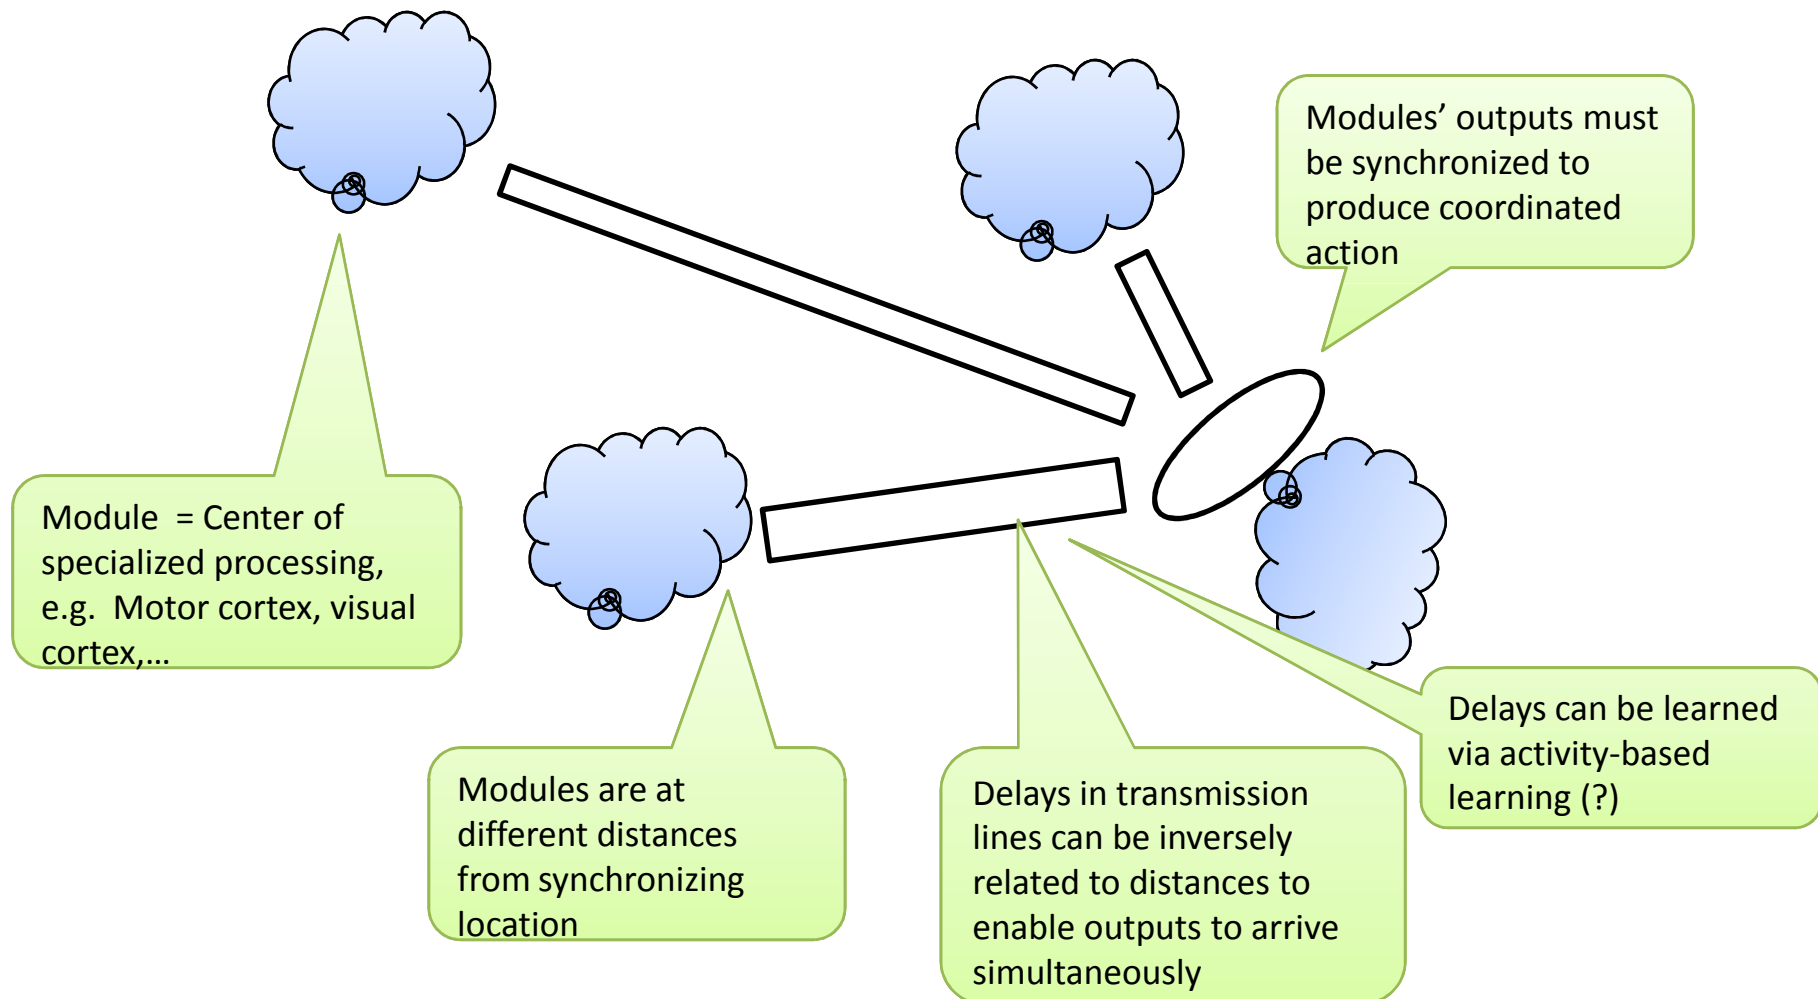 Modules’ outputs must
be synchronized to
produce coordinated
action
Module  = Center of
specialized processing,
e.g.  Motor cortex, visual
cortex,…
Modules are at
different distances
from synchronizing
location
Delays in transmission
lines can be inversely
related to distances to
enable outputs to arrive
simultaneously
Delays can be learned
via activity-based
learning (?)